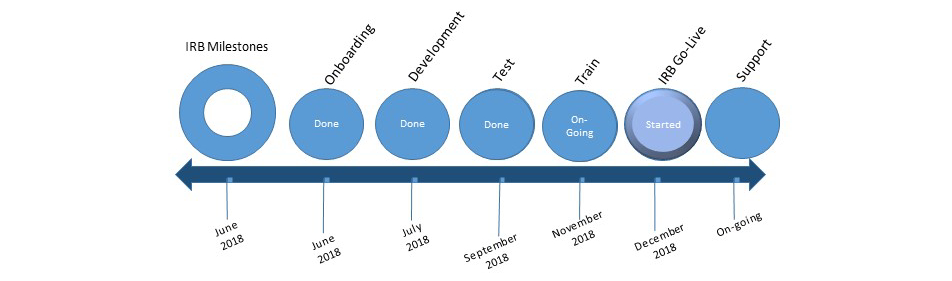 IRB Milestones
Onboarding
Development
Test
Train
IRB Go-Live
Support
Done
Done
Done
On-
Going
Started
June
2018
June
2018
July
2018
September
2018
November
2018
December
2018
On-going